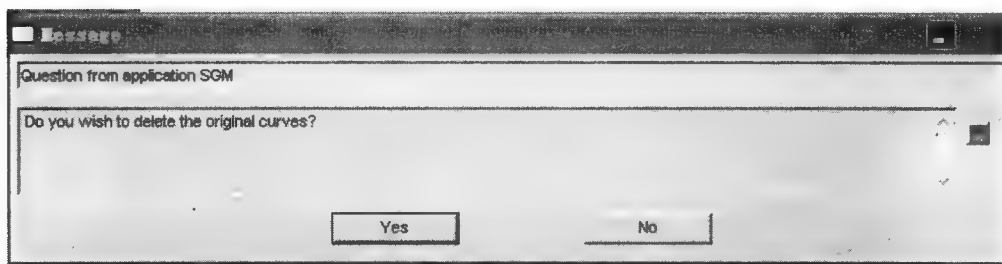 Message
Question from application SGM
Do you wish to delete the original curves?
Yes
No